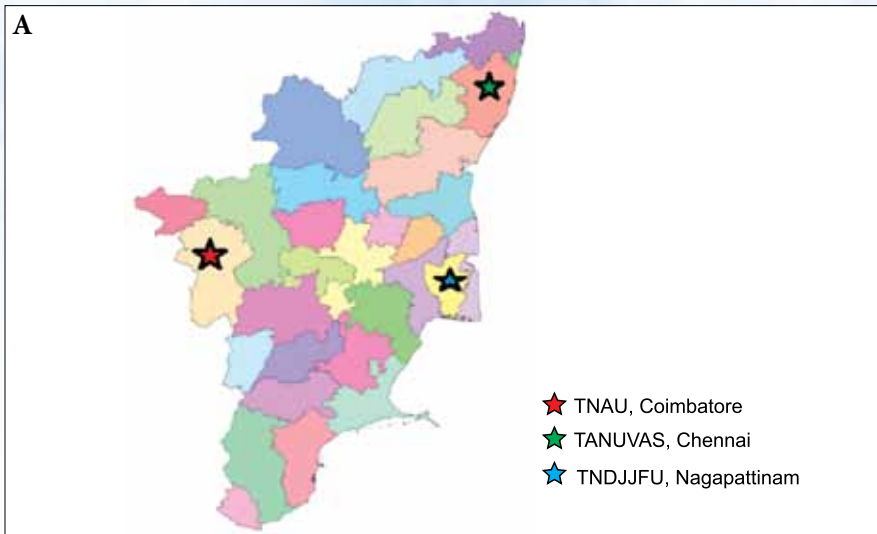 A
TNAU, Coimbatore
TANUVAS, Chennai
TNDJJFU, Nagapattinam